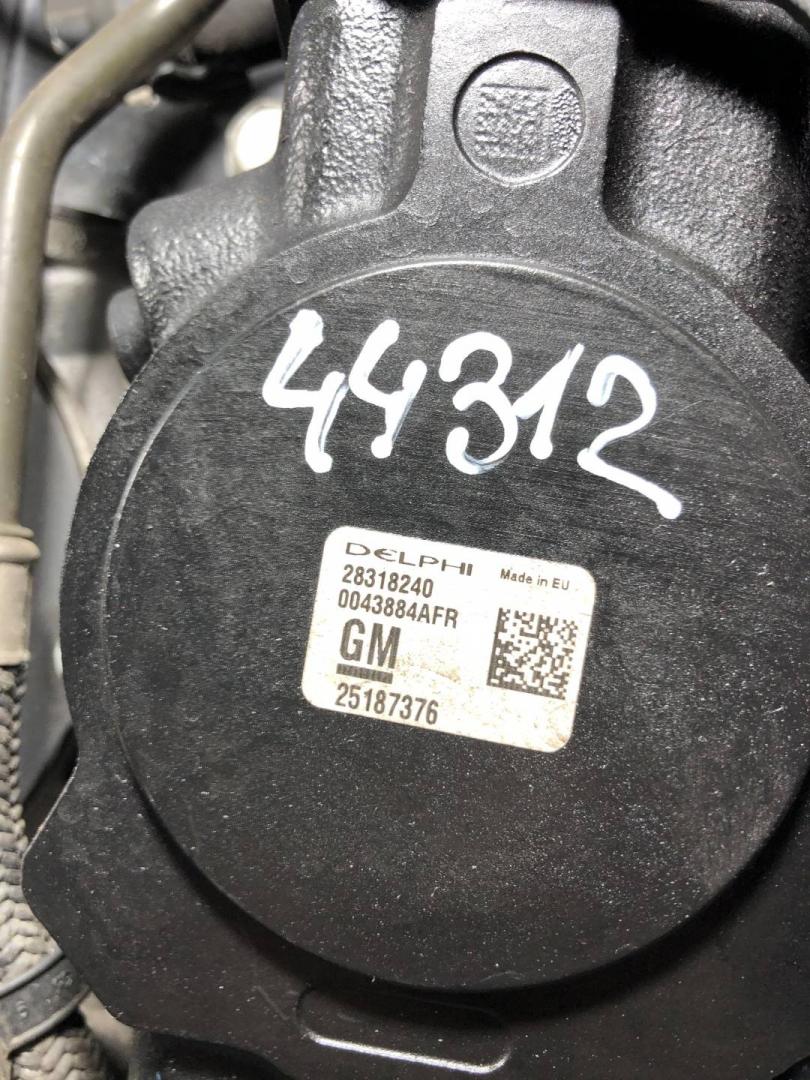 44312
DELPHI
28318240 Made in EU
0043884AFR
GM
25187376